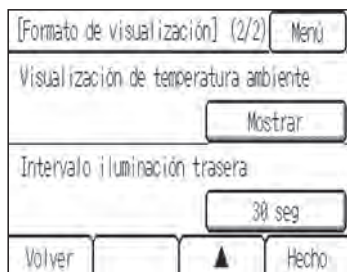 [Formato de visualización] (2/2) Menú
Visualización de temperatura ambiente
Mostrar
Intervalo iluminación trasera
30 seg
Volver ▲ Hecho